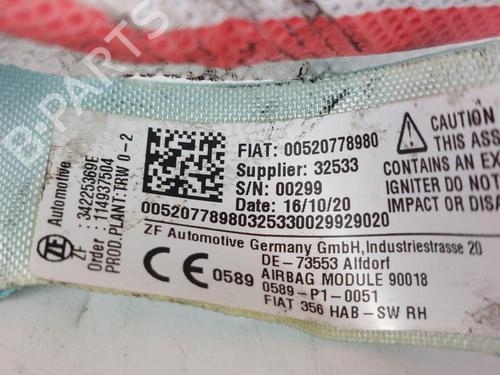 ZF Automotive
ZF : 34225369E
Order : 114937504
PROD.PLANT: TRW 0-2
FIAT: 00520778980
Supplier: 32533
S/N: 00299
Date : 16/10/20
00520778980325330029929020
ZF Automotive Germany GmbH,Industriestrasse 20
DE-73553 Alfdorf
CE 0589
AIRBAG MODULE 90018
0589-P1-0051
FIAT 356 HAB-SW RH
CAUTION
THIS ASS
CONTAINS AN EX
IGNITER DO NOT
IMPACT OR DISA
B-PARTS